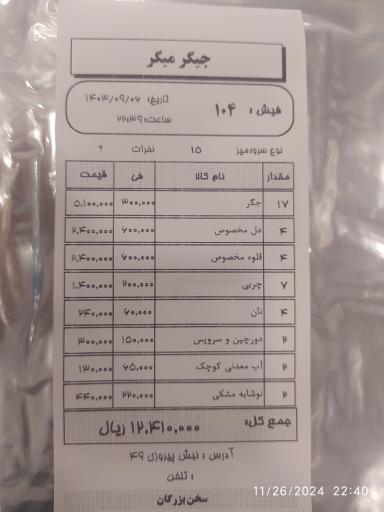 جیگر میگر
تاریخ: ۱۴۰۳/۰۹/۰۶
فیش: ۱۰۴
ساعت: ۲۲:۳۹
نوع سرو:میز ۱۵ نفرات ۴
مقدار نام کالا فی قیمت
۱۷ جگر ۳۰۰,۰۰۰ ۵,۱۰۰,۰۰۰
۴ دل مخصوص ۶۰۰,۰۰۰ ۲,۴۰۰,۰۰۰
۴ قلوه مخصوص ۶۰۰,۰۰۰ ۲,۴۰۰,۰۰۰
۷ چربی ۲۰۰,۰۰۰ ۱,۴۰۰,۰۰۰
۴ نان ۶۰,۰۰۰ ۲۴۰,۰۰۰
۲ دورچین و سرویس ۱۵۰,۰۰۰ ۳۰۰,۰۰۰
۲ آب معدنی کوچک ۶۵,۰۰۰ ۱۳۰,۰۰۰
۲ نوشابه مشکی ۲۲۰,۰۰۰ ۴۴۰,۰۰۰
جمع کل: ۱۲,۴۱۰,۰۰۰ ریال
آدرس : نبش پیروزی ۴۹
تلفن :
سخن بزرگان
11/26/2024 22:40